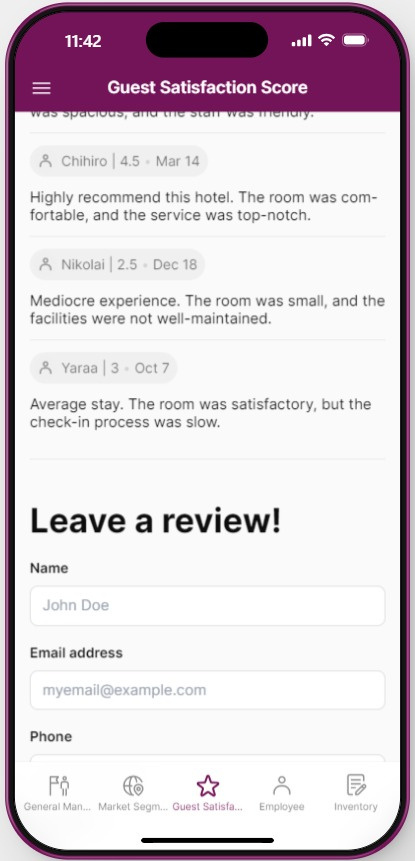 11:42
Guest Satisfaction Score
was spacious, and the staff was friendly.
Chihiro | 4.5 • Mar 14
Highly recommend this hotel. The room was com-
fortable, and the service was top-notch.
Nikolai | 2.5 • Dec 18
Mediocre experience. The room was small, and the
facilities were not well-maintained.
Yaraa | 3 • Oct 7
Average stay. The room was satisfactory, but the
check-in process was slow.
Leave a review!
Name
John Doe
Email address
myemail@example.com
Phone
General Man... Market Segm... Guest Satisfa... Employee Inventory